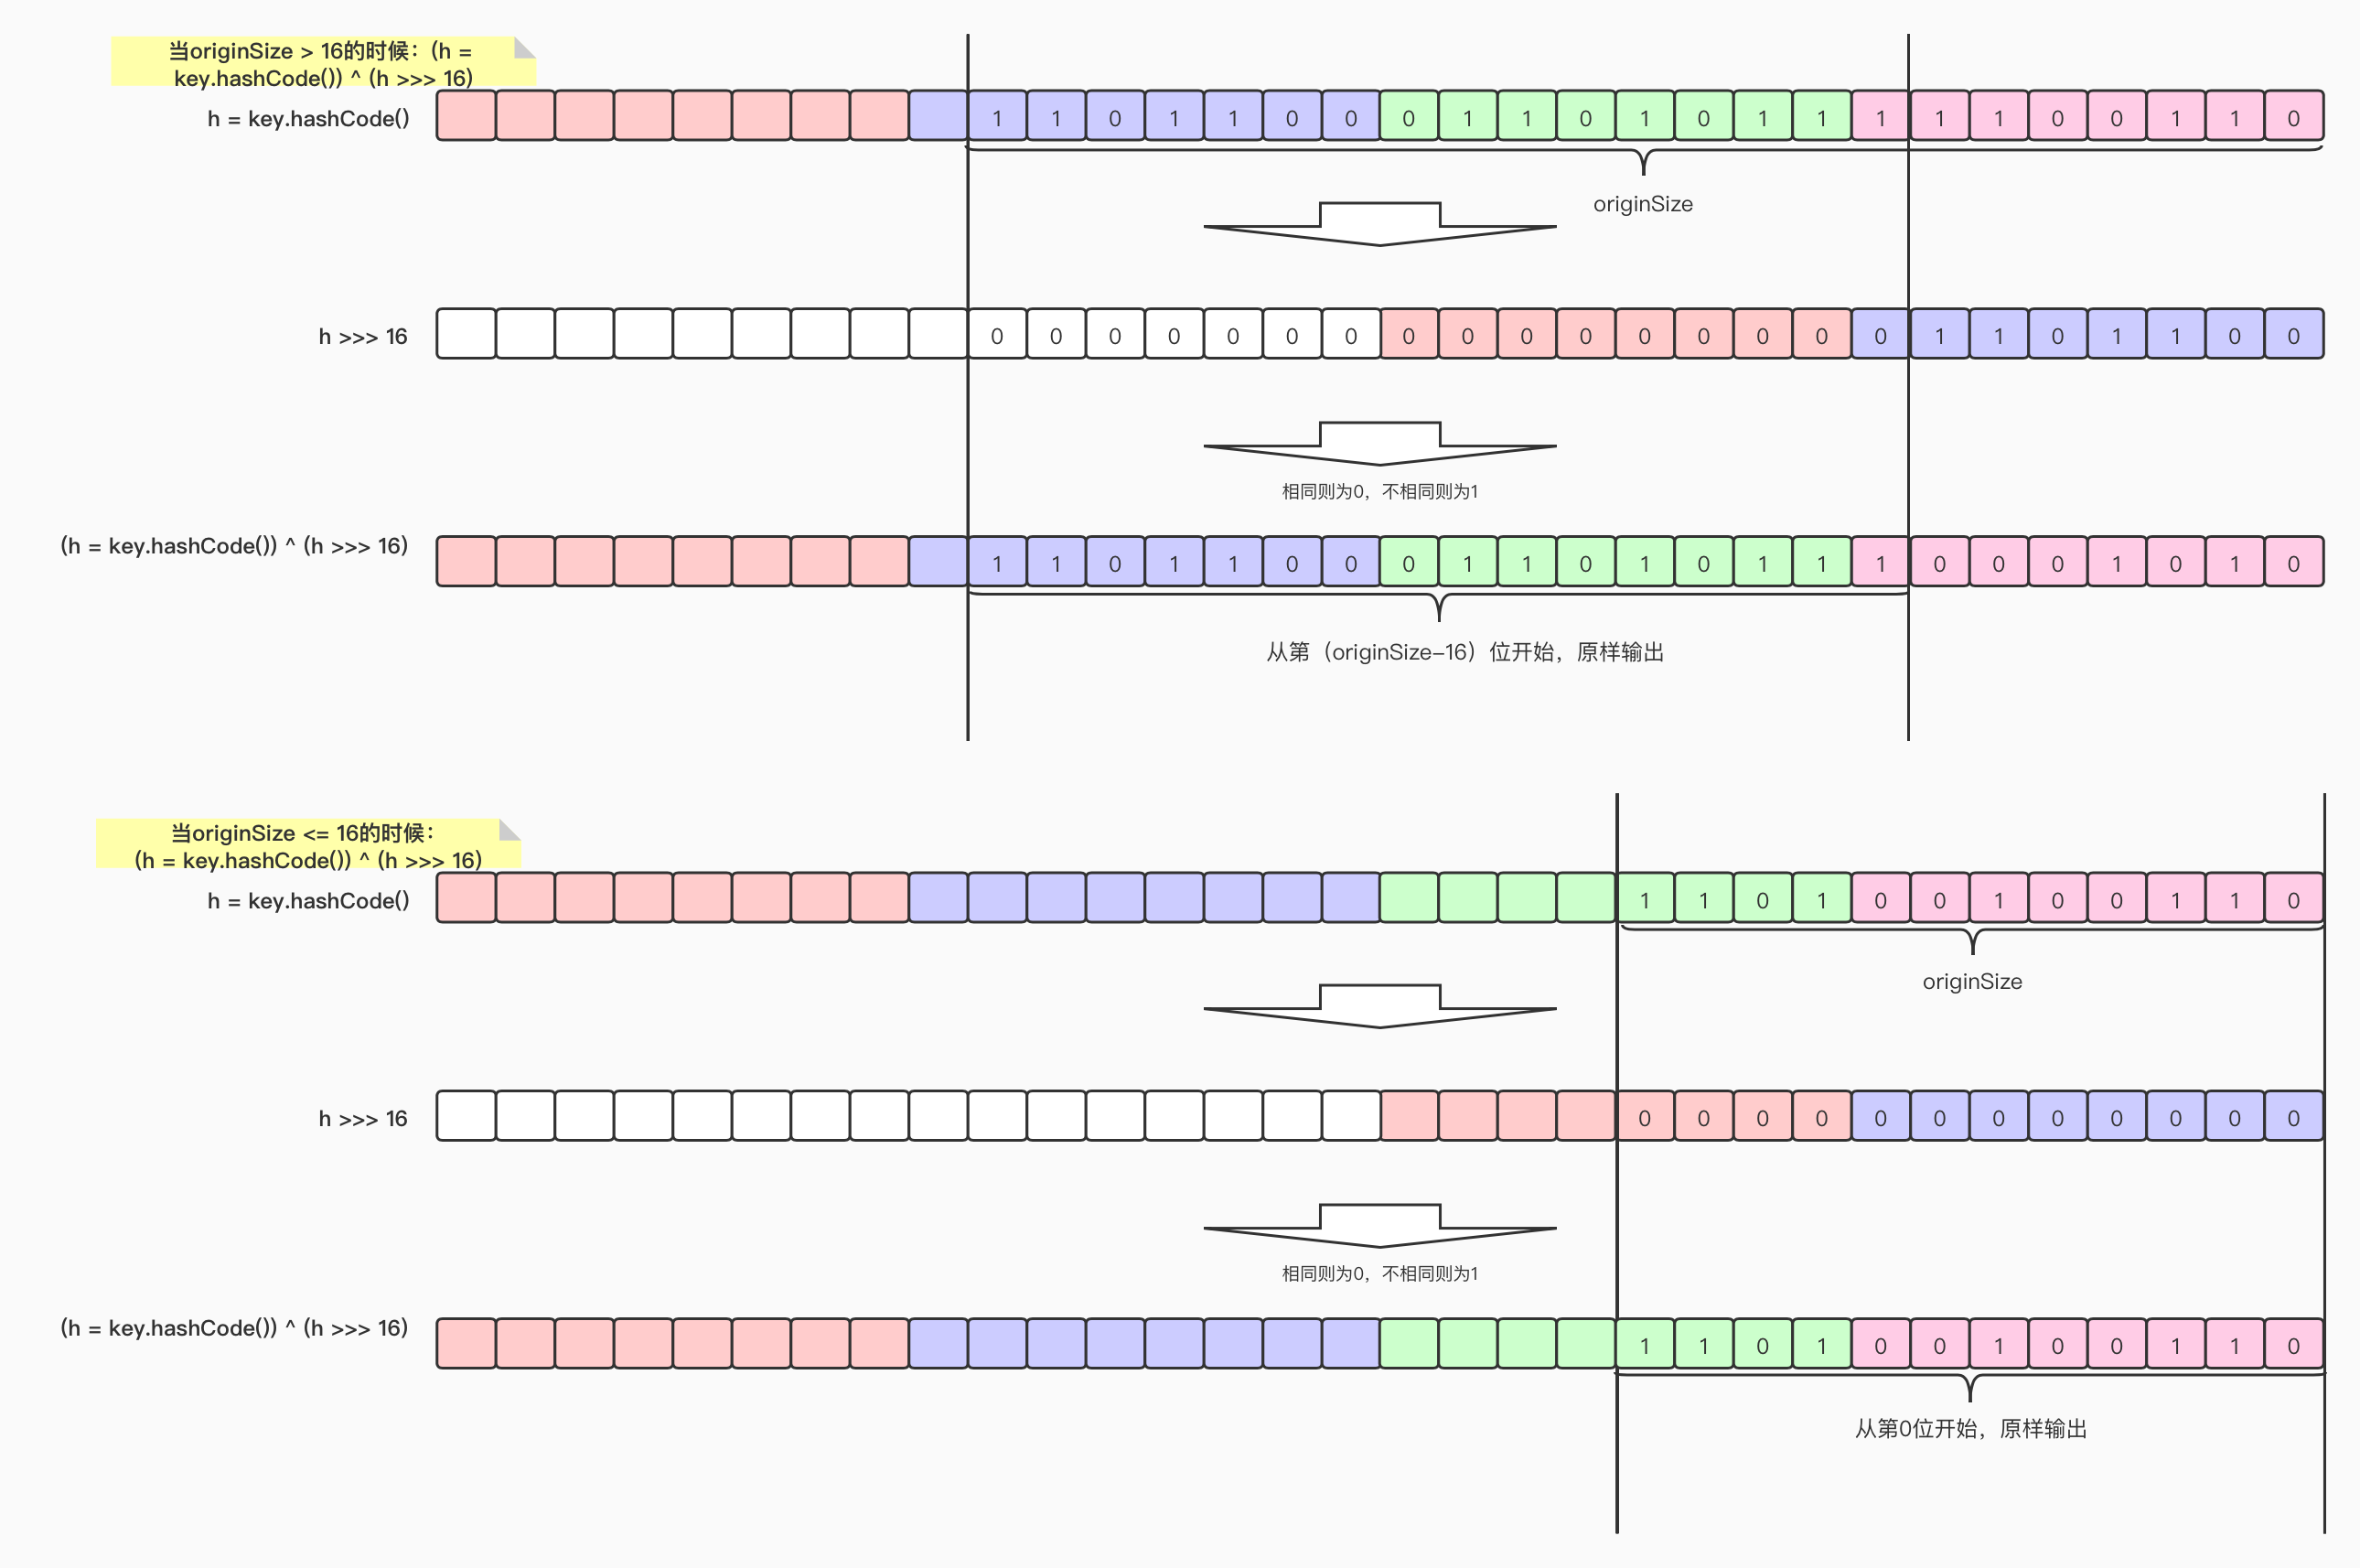 当originSize > 16的时候：(h =
key.hashCode()) ^ (h >>> 16)
h = key.hashCode()
1 1 0 1 1 0 0 0 1 1 0 1 0 1 1 1 1 1 0 0 1 1 0
originSize
h >>> 16
0 0 0 0 0 0 0 0 0 0 0 0 0 0 0 0 1 1 0 1 1 0 0
相同则为0，不相同则为1
(h = key.hashCode()) ^ (h >>> 16)
1 1 0 1 1 0 0 0 1 1 0 1 0 1 1 1 0 0 0 1 0 1 0
从第（originSize-16）位开始，原样输出
当originSize <= 16的时候：
(h = key.hashCode()) ^ (h >>> 16)
h = key.hashCode()
1 1 0 1 0 0 1 0 0 1 1 0
originSize
h >>> 16
0 0 0 0 0 0 0 0 0 0 0 0
相同则为0，不相同则为1
(h = key.hashCode()) ^ (h >>> 16)
1 1 0 1 0 0 1 0 0 1 1 0
从第0位开始，原样输出